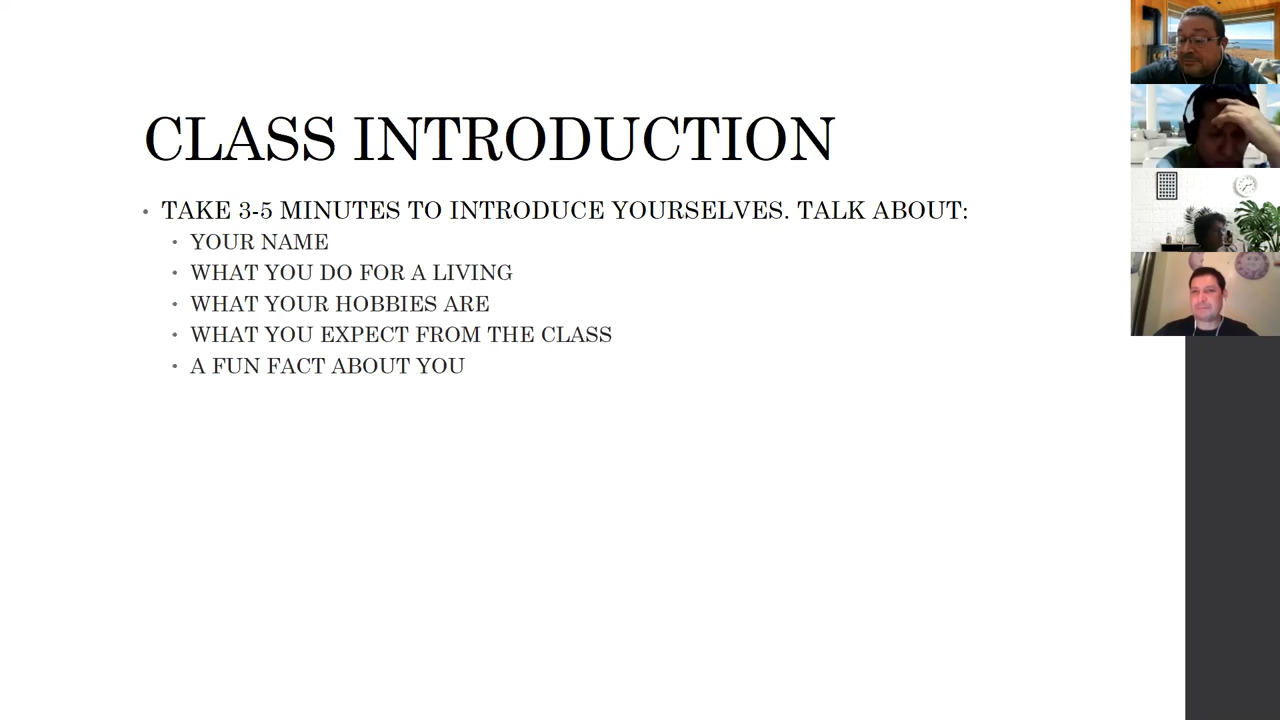 CLASS INTRODUCTION
• TAKE 3-5 MINUTES TO INTRODUCE YOURSELVES. TALK ABOUT:
• YOUR NAME
• WHAT YOU DO FOR A LIVING
• WHAT YOUR HOBBIES ARE
• WHAT YOU EXPECT FROM THE CLASS
• A FUN FACT ABOUT YOU